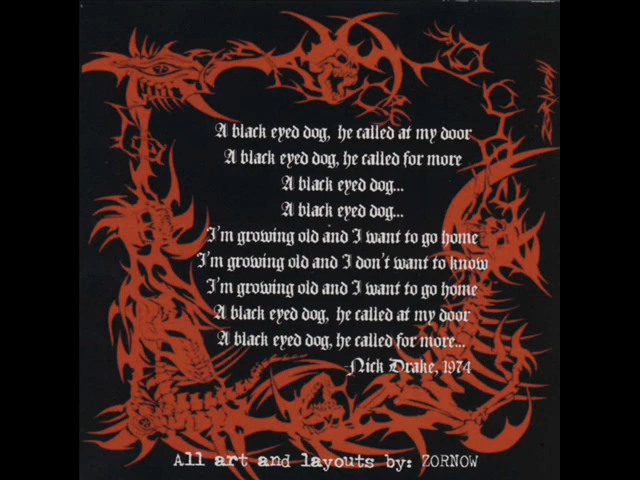 A black eyed dog, he called at my door
A black eyed dog, he called for more
A black eyed dog...
A black eyed dog...
I'm growing old and I want to go home
I'm growing old and I don't want to know
I'm growing old and I want to go home
A black eyed dog, he called at my door
A black eyed dog, he called for more...
-Nick Drake, 1974
All art and layouts by: ZORNOW